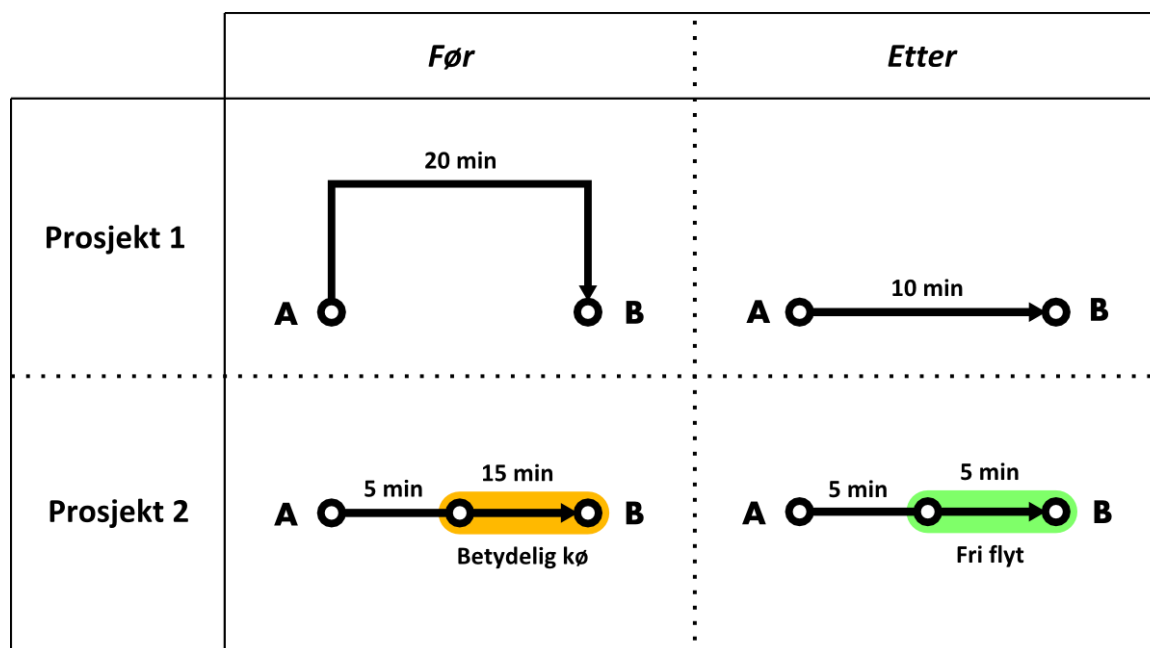 Før
Etter
Prosjekt 1
20 min
A
B
10 min
A
B
Prosjekt 2
15 min
5 min
A
B
Betydelig kø
5 min
5 min
A
B
Fri flyt